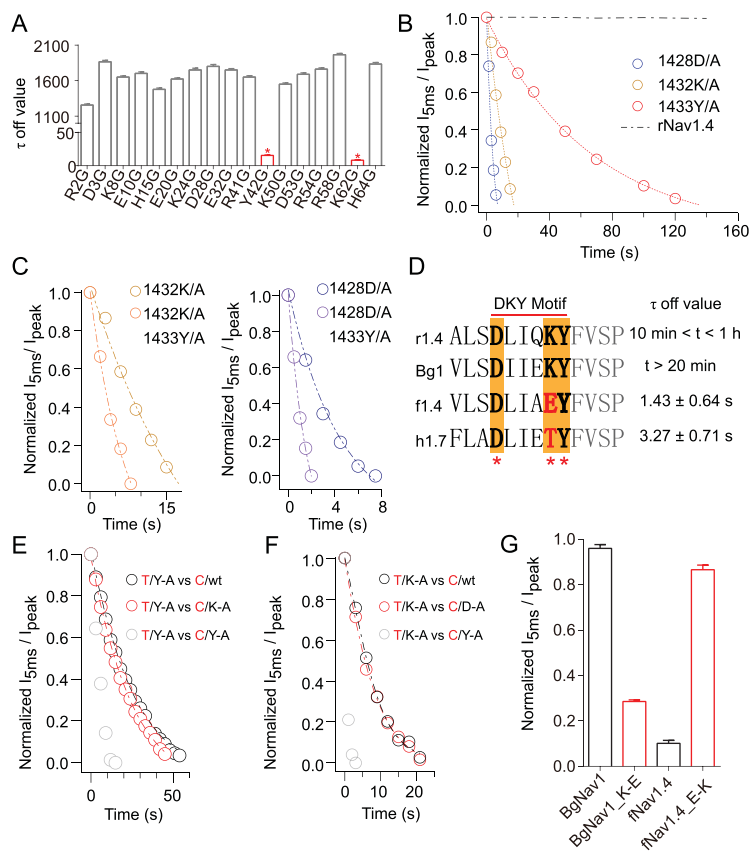 A
τ off value
2100
1600
1100
50
0
*
*
R2G
D3G
K8G
E10G
H15G
E20G
K24G
D28G
E32G
R41G
Y42G
K50G
D53G
R54G
R58G
K62G
H64G
B
Normalized I5ms / Ipeak
1.0
0.8
0.6
0.4
0.2
0.0
0
40
80
120
160
Time (s)
1428D/A
1432K/A
1433Y/A
rNav1.4
C
Normalized I5ms / Ipeak
1.0
0.8
0.6
0.4
0.2
0.0
0
15
Time (s)
1432K/A
1432K/A
1433Y/A
Normalized I5ms / Ipeak
1.0
0.8
0.6
0.4
0.2
0.0
0
4
8
Time (s)
1428D/A
1428D/A
1433Y/A
D
DKY Motif
τ off value
r1.4 ALSDLIQKYFVSP 10 min < t < 1 h
Bg1 VLSDIIEKYFVSP t > 20 min
f1.4 VLSDLIAEYFVSP 1.43 ± 0.64 s
h1.7 FLADLIETYFVSP 3.27 ± 0.71 s
* * *
E
Normalized I5ms / Ipeak
1.0
0.8
0.6
0.4
0.2
0.0
0
50
Time (s)
T/Y-A vs C/wt
T/Y-A vs C/K-A
T/Y-A vs C/Y-A
F
Normalized I5ms / Ipeak
1.0
0.8
0.6
0.4
0.2
0.0
0
10
20
Time (s)
T/K-A vs C/wt
T/K-A vs C/D-A
T/K-A vs C/Y-A
G
Normalized I5ms / Ipeak
1.0
0.8
0.6
0.4
0.2
0.0
BgNav1
BgNav1_K-E
fNav1.4
fNav1.4_E-K